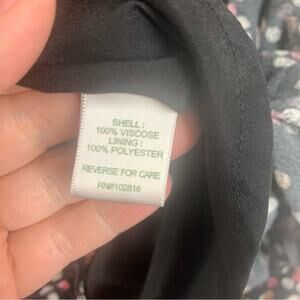 SHELL :
100% VISCOSE
LINING :
100% POLYESTER
REVERSE FOR CARE
RN#102816